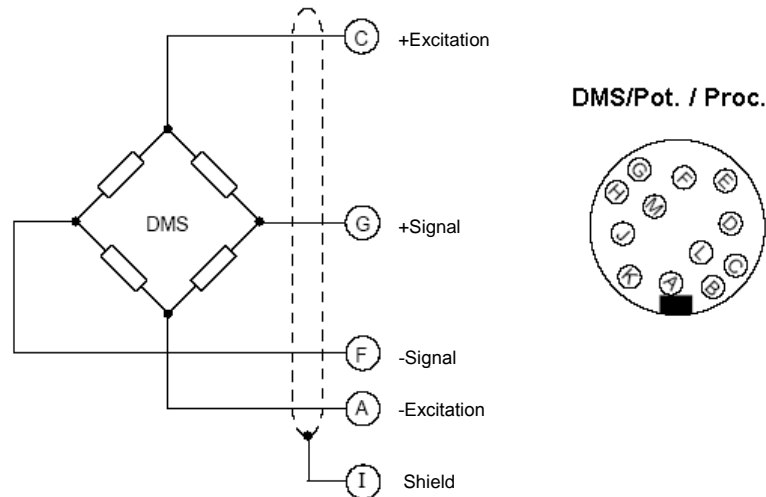 C +Excitation
DMS/Pot. / Proc.
DMS
G +Signal
F -Signal
A -Excitation
I Shield
G F E
H M D
J L C
K A B